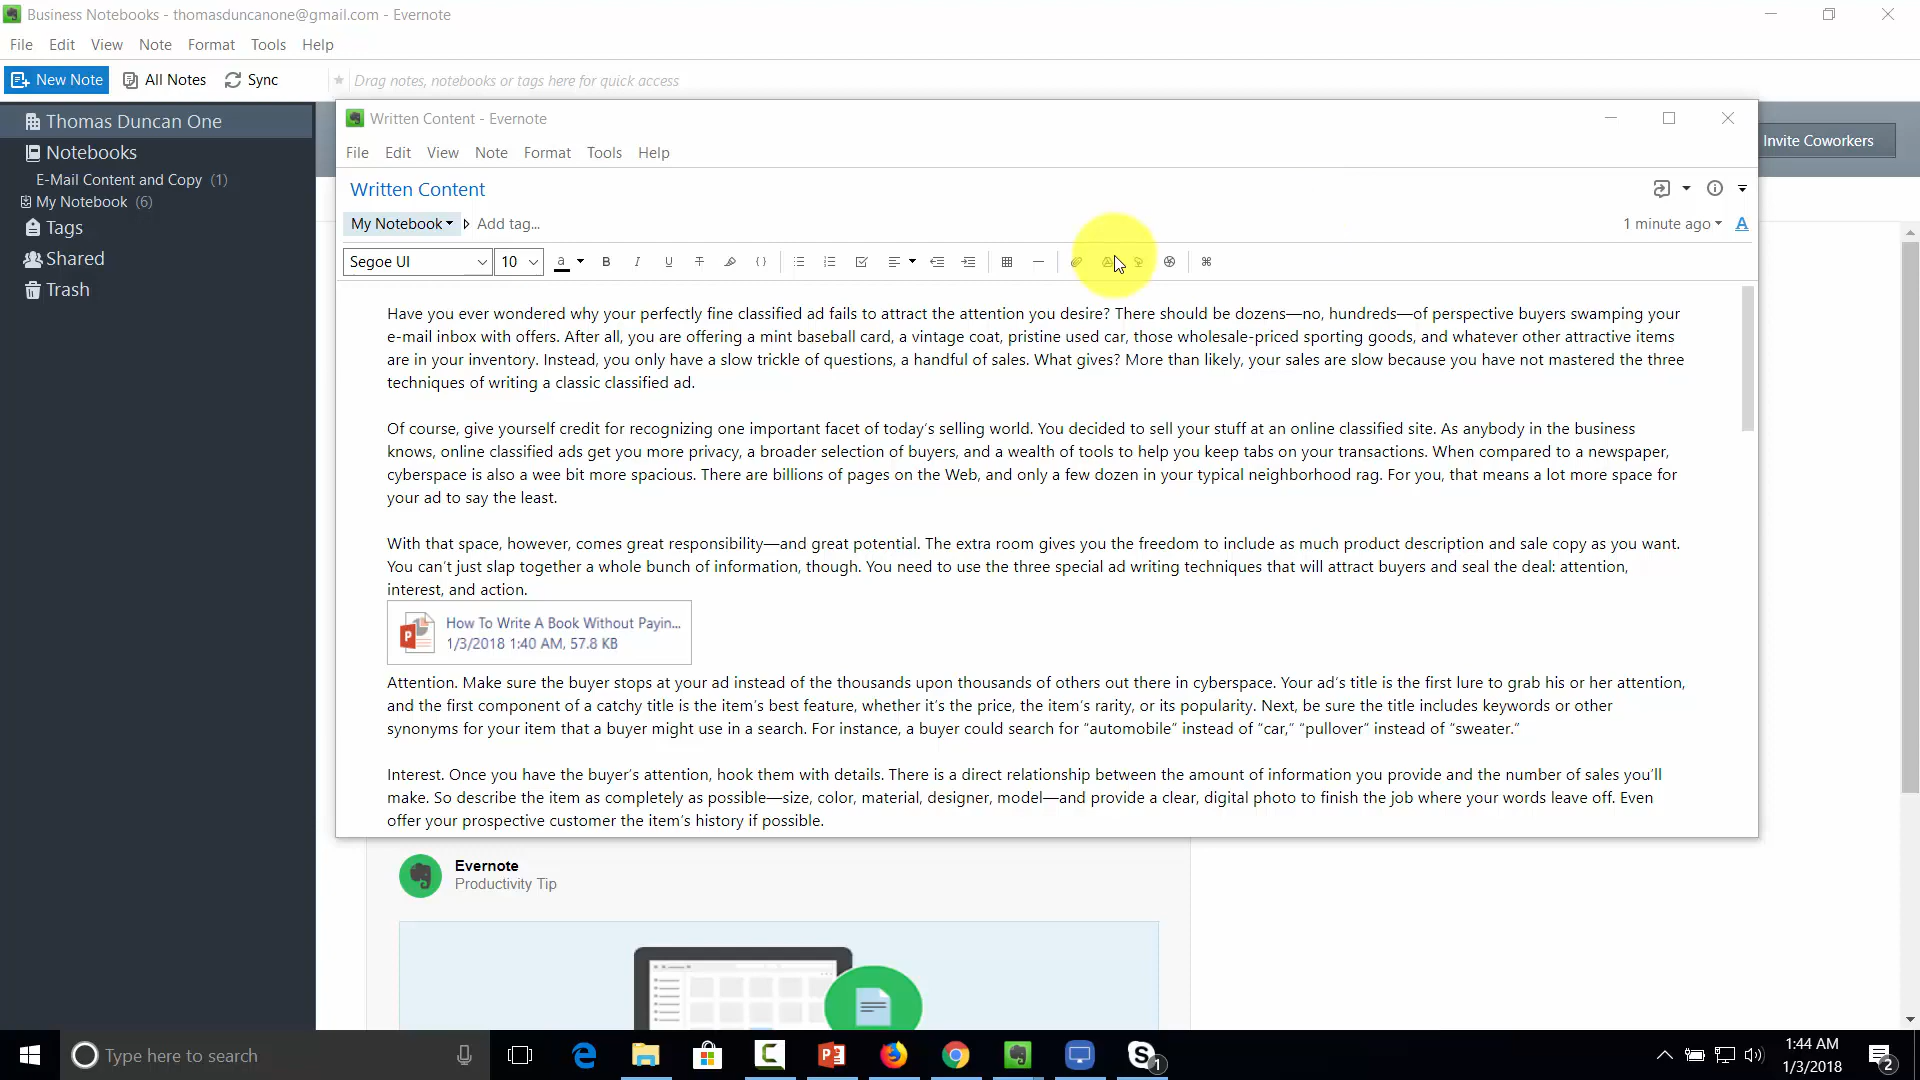 Business Notebooks - thomasduncanone@gmail.com - Evernote
File Edit View Note Format Tools Help
New Note All Notes Sync Drag notes, notebooks or tags here for quick access
Thomas Duncan One
Notebooks
E-Mail Content and Copy (1)
My Notebook (6)
Tags
Shared
Trash
Invite Coworkers
Written Content - Evernote
File Edit View Note Format Tools Help
Written Content
My Notebook Add tag... 1 minute ago A
Segoe UI 10 a B I U T { }
Have you ever wondered why your perfectly fine classified ad fails to attract the attention you desire? There should be dozens—no, hundreds—of perspective buyers swamping your
e-mail inbox with offers. After all, you are offering a mint baseball card, a vintage coat, pristine used car, those wholesale-priced sporting goods, and whatever other attractive items
are in your inventory. Instead, you only have a slow trickle of questions, a handful of sales. What gives? More than likely, your sales are slow because you have not mastered the three
techniques of writing a classic classified ad.
Of course, give yourself credit for recognizing one important facet of today's selling world. You decided to sell your stuff at an online classified site. As anybody in the business
knows, online classified ads get you more privacy, a broader selection of buyers, and a wealth of tools to help you keep tabs on your transactions. When compared to a newspaper,
cyberspace is also a wee bit more spacious. There are billions of pages on the Web, and only a few dozen in your typical neighborhood rag. For you, that means a lot more space for
your ad to say the least.
With that space, however, comes great responsibility—and great potential. The extra room gives you the freedom to include as much product description and sale copy as you want.
You can't just slap together a whole bunch of information, though. You need to use the three special ad writing techniques that will attract buyers and seal the deal: attention,
interest, and action.
How To Write A Book Without Payin...
1/3/2018 1:40 AM, 57.8 KB
Attention. Make sure the buyer stops at your ad instead of the thousands upon thousands of others out there in cyberspace. Your ad's title is the first lure to grab his or her attention,
and the first component of a catchy title is the item's best feature, whether it's the price, the item's rarity, or its popularity. Next, be sure the title includes keywords or other
synonyms for your item that a buyer might use in a search. For instance, a buyer could search for "automobile" instead of "car," "pullover" instead of "sweater."
Interest. Once you have the buyer's attention, hook them with details. There is a direct relationship between the amount of information you provide and the number of sales you'll
make. So describe the item as completely as possible—size, color, material, designer, model—and provide a clear, digital photo to finish the job where your words leave off. Even
offer your prospective customer the item's history if possible.
Evernote
Productivity Tip
Type here to search
1:44 AM
1/3/2018
1
2